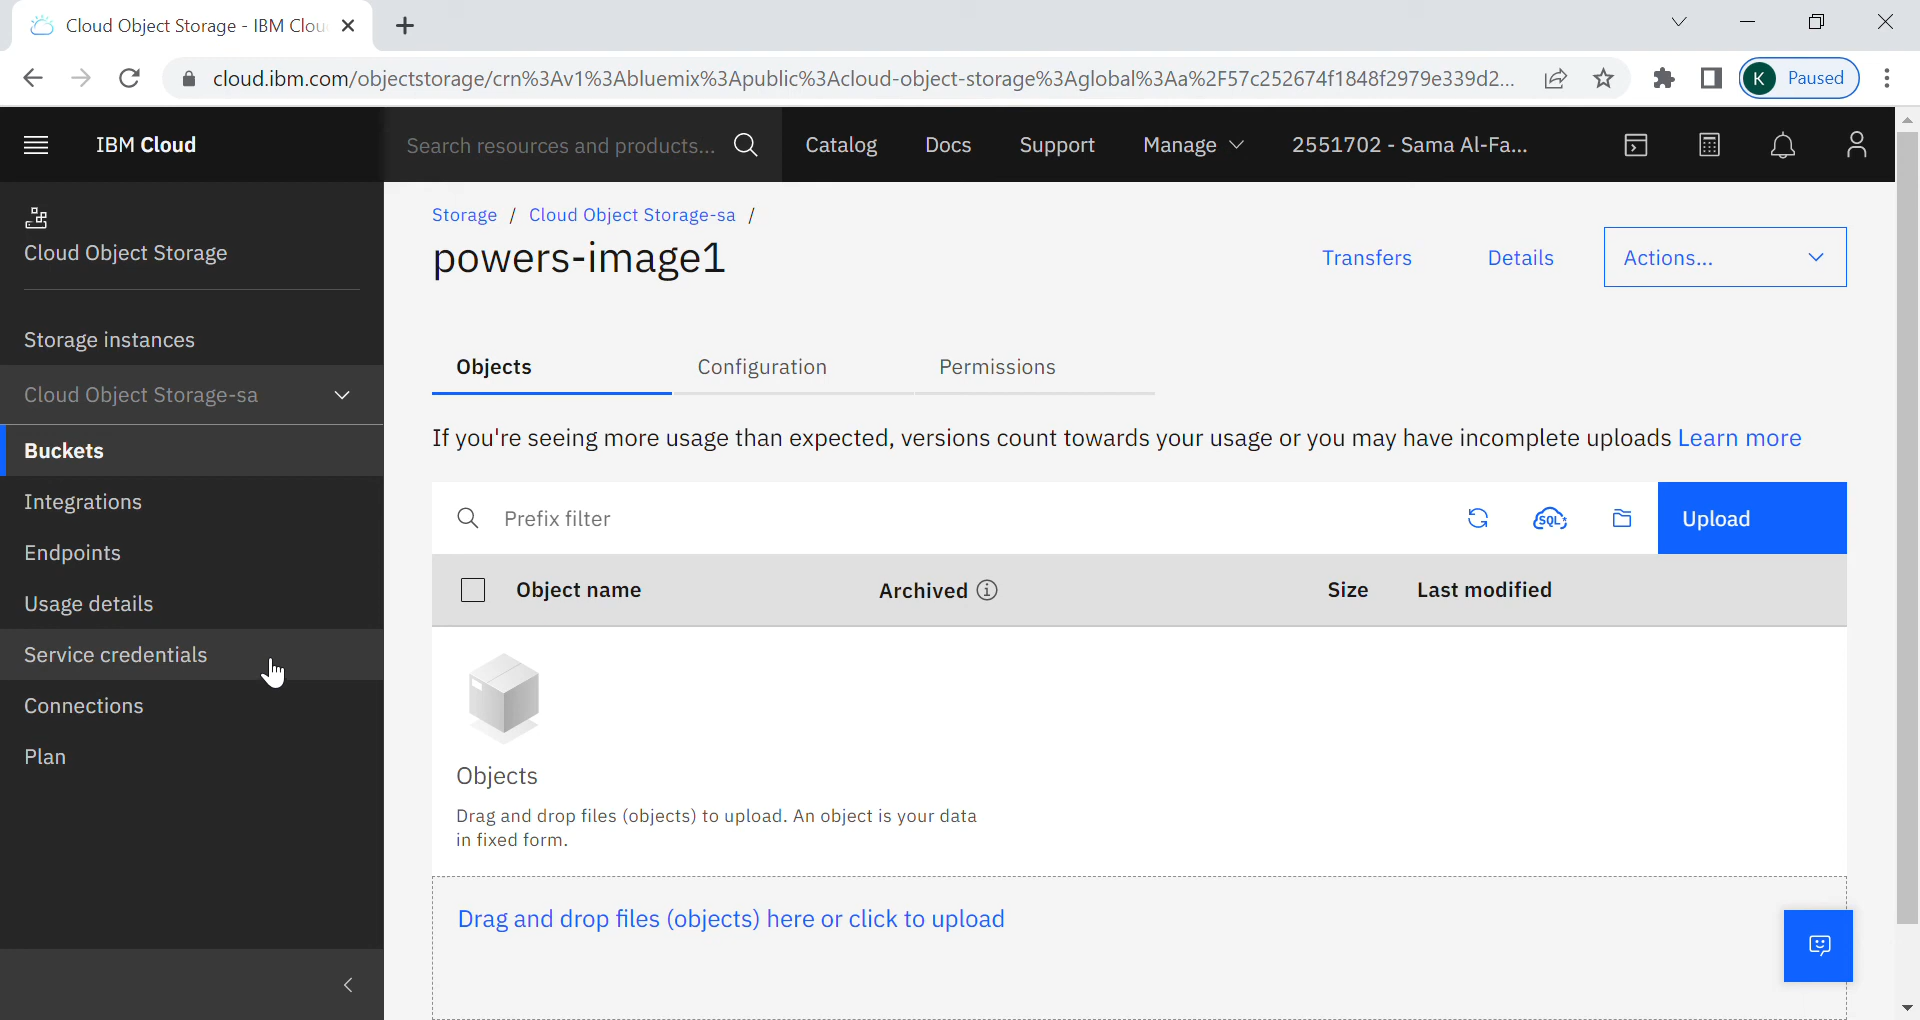 Cloud Object Storage - IBM Clou
cloud.ibm.com/objectstorage/crn%3Av1%3Abluemix%3Apublic%3Acloud-object-storage%3Aglobal%3Aa%2F57c252674f1848f2979e339d2...
K Paused
IBM Cloud
Search resources and products...
Catalog
Docs
Support
Manage
2551702 - Sama Al-Fa...
Cloud Object Storage
Storage instances
Cloud Object Storage-sa
Buckets
Integrations
Endpoints
Usage details
Service credentials
Connections
Plan
Storage / Cloud Object Storage-sa /
powers-image1
Transfers
Details
Actions...
Objects
Configuration
Permissions
If you're seeing more usage than expected, versions count towards your usage or you may have incomplete uploads Learn more
Prefix filter
SQL
Upload
Object name
Archived
Size
Last modified
Objects
Drag and drop files (objects) to upload. An object is your data
in fixed form.
Drag and drop files (objects) here or click to upload